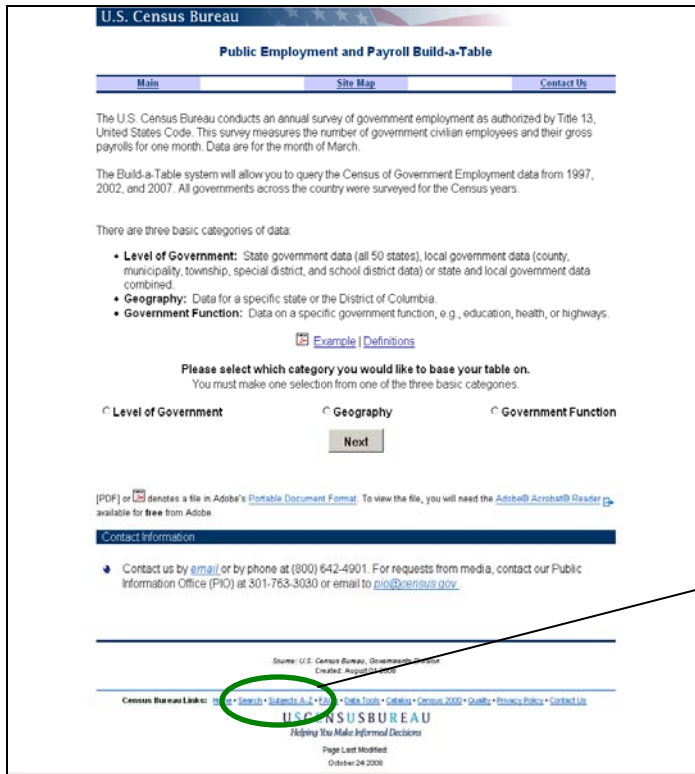 U.S. Census Bureau
Public Employment and Payroll Build-a-Table
Main Site Map Contact Us
The U.S. Census Bureau conducts an annual survey of government employment as authorized by Title 13,
United States Code. This survey measures the number of government civilian employees and their gross
payrolls for one month. Data are for the month of March.
The Build-a-Table system will allow you to query the Census of Government Employment data from 1997,
2002, and 2007. All governments across the country were surveyed for the Census years.
There are three basic categories of data:
• Level of Government: State government data (all 50 states), local government data (county,
municipality, township, special district, and school district data) or state and local government data
combined.
• Geography: Data for a specific state or the District of Columbia.
• Government Function: Data on a specific government function, e.g., education, health, or highways.
Example | Definitions
Please select which category you would like to base your table on.
You must make one selection from one of the three basic categories.
Level of Government Geography Government Function
Next
[PDF] or denotes a file in Adobe's Portable Document Format. To view the file, you will need the Adobe® Acrobat® Reader
available for free from Adobe.
Contact Information
Contact us by email or by phone at (800) 642-4901. For requests from media, contact our Public
Information Office (PIO) at 301-763-3030 or email to pio@census.gov
Source: U.S. Census Bureau, Governments Division
Created: August 01 2008
Census Bureau Links: Home • Search • Subjects A-Z • FAQs • Data Tools • Catalog • Census 2000 • Quality • Privacy Policy • Contact Us
USCENSUSBUREAU
Helping You Make Informed Decisions
Page Last Modified:
October 24 2008